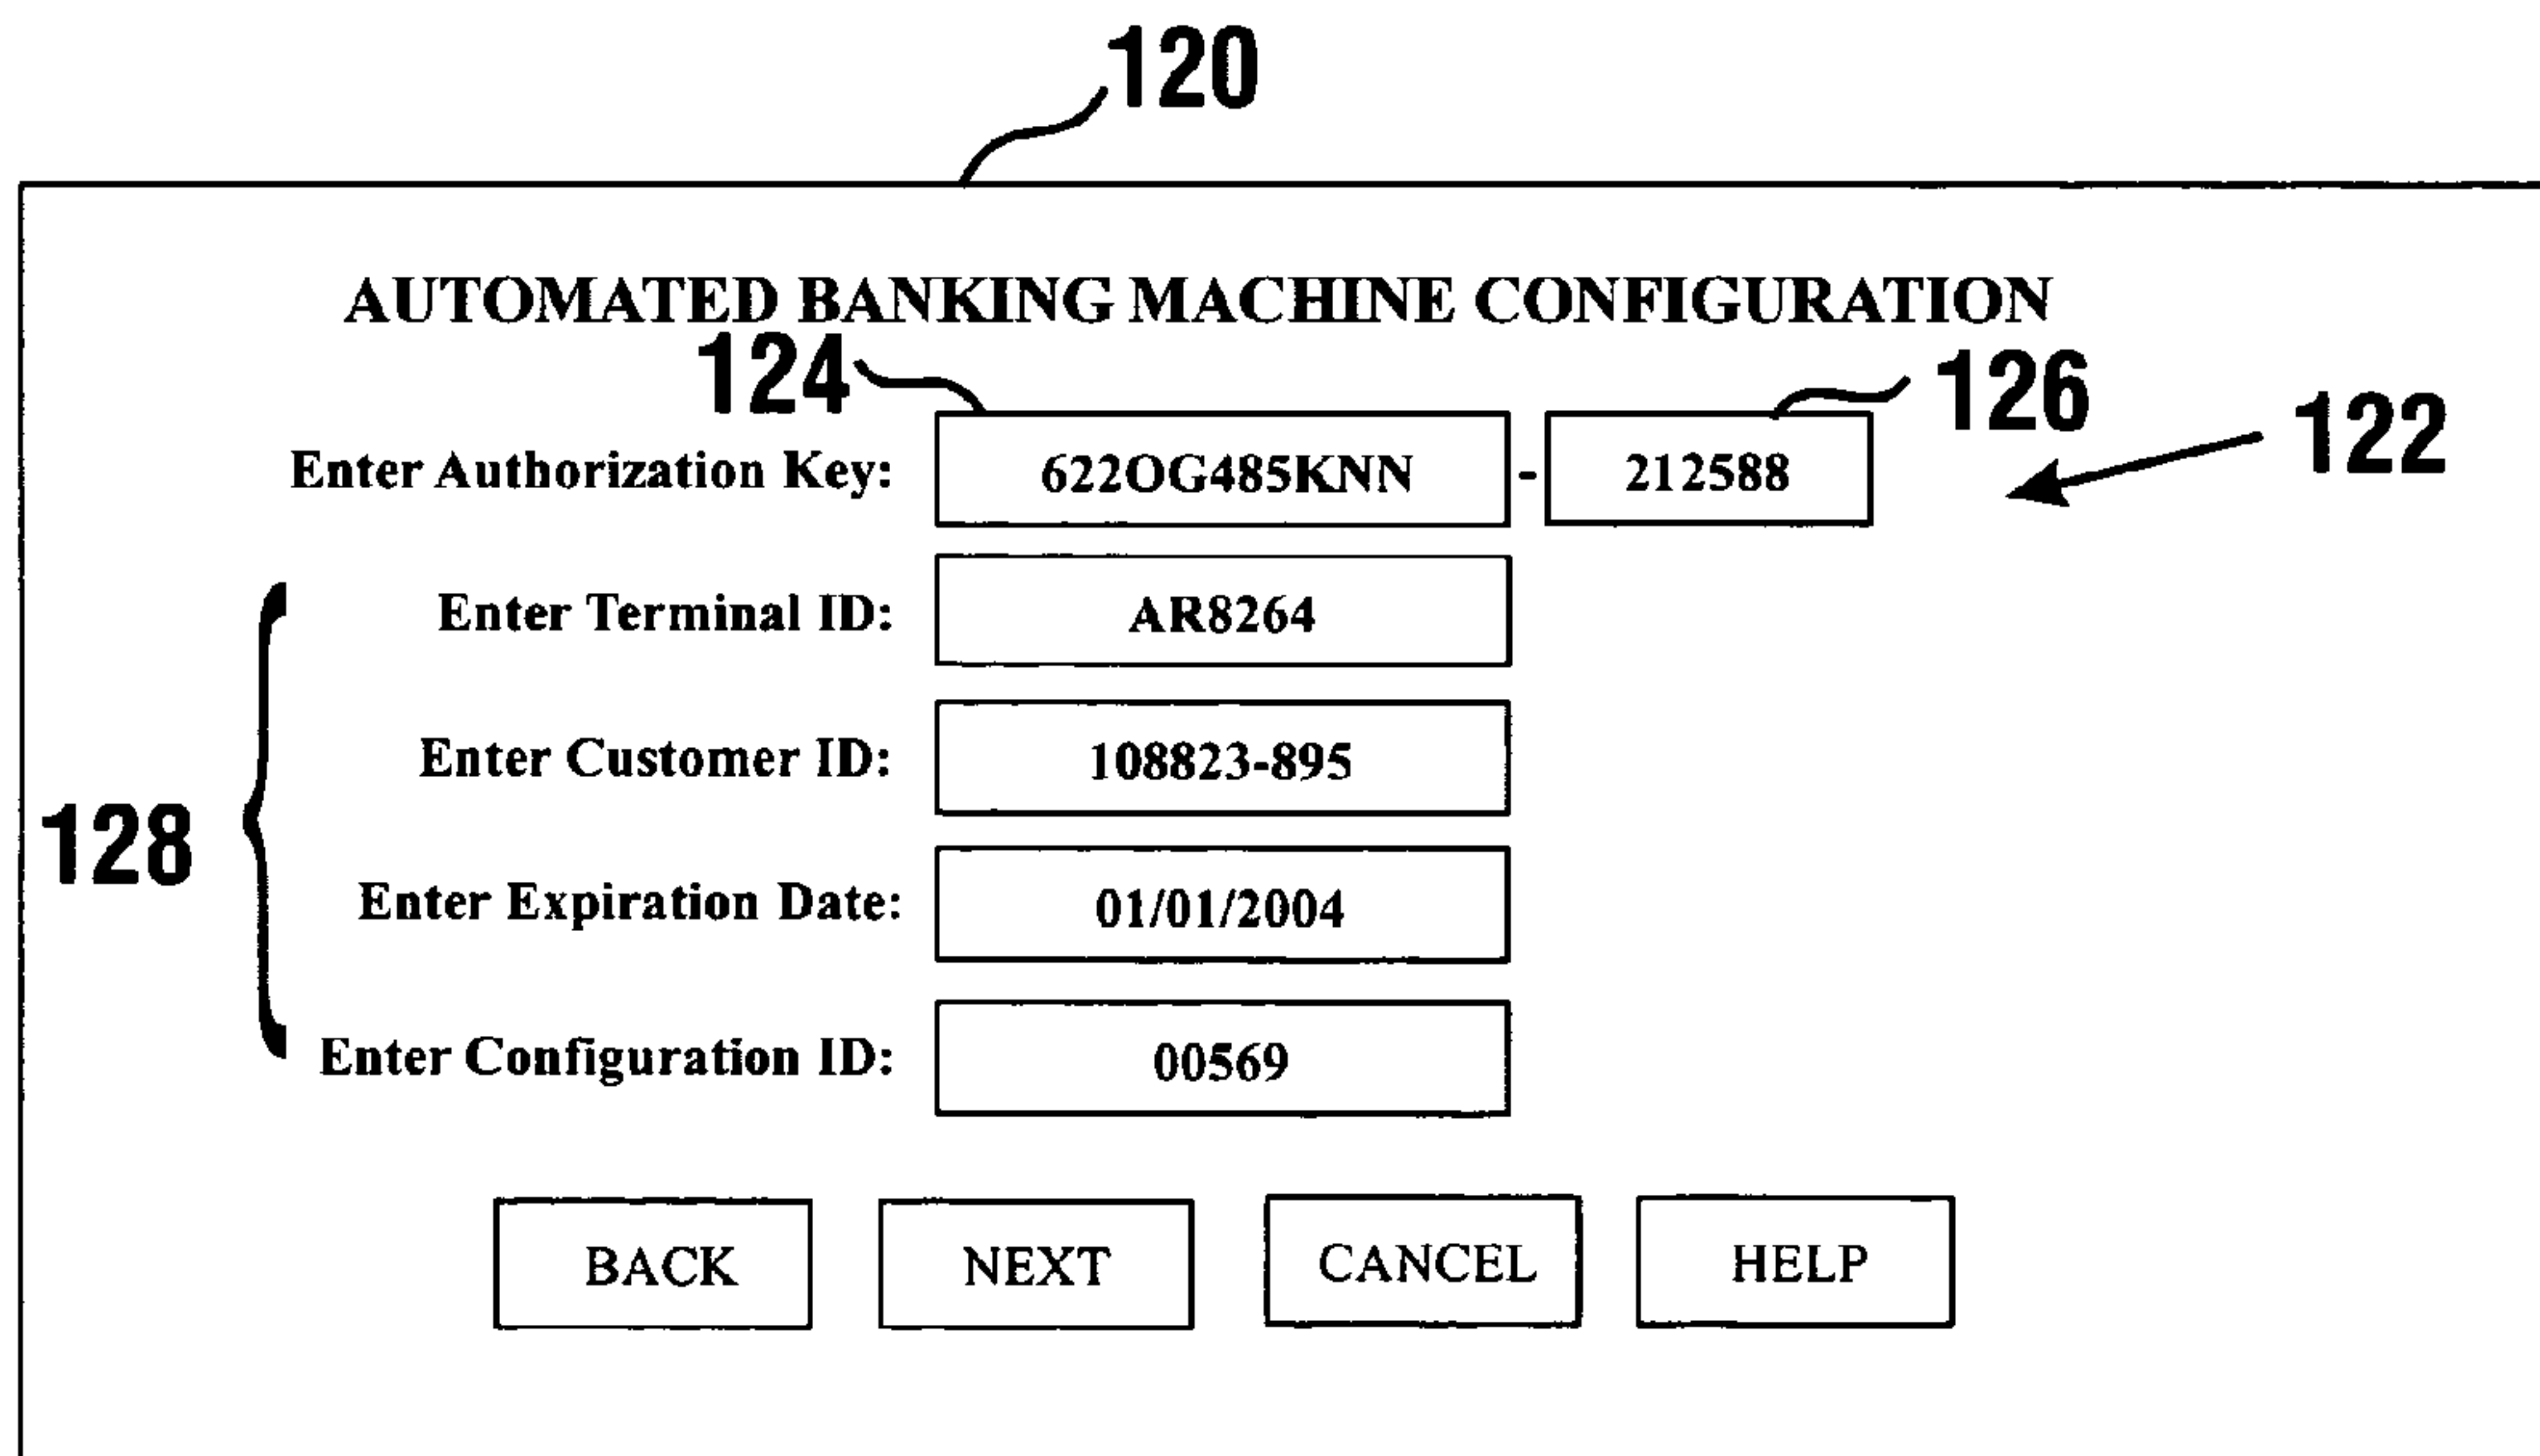 120
AUTOMATED BANKING MACHINE CONFIGURATION
124 126 122
Enter Authorization Key: 622OG485KNN - 212588
Enter Terminal ID: AR8264
Enter Customer ID: 108823-895
128
Enter Expiration Date: 01/01/2004
Enter Configuration ID: 00569
BACK NEXT CANCEL HELP